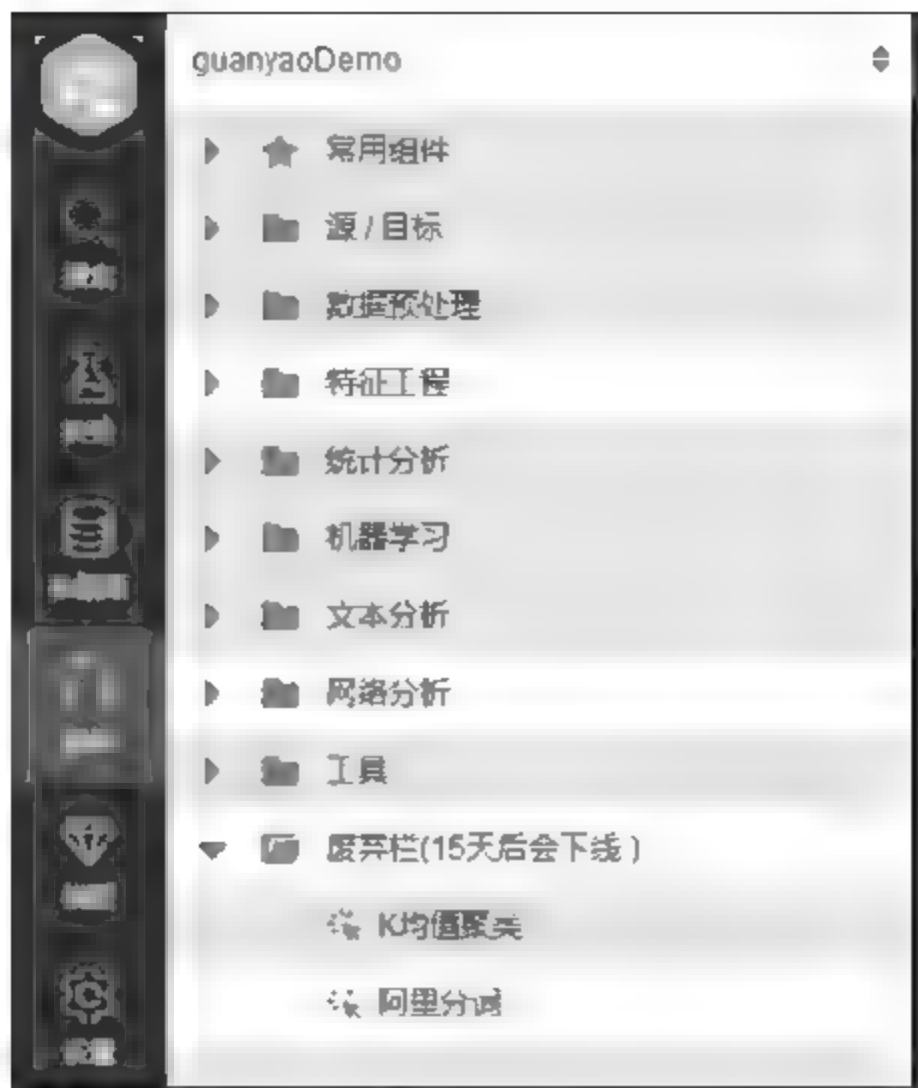 guanyaoDemo
常用组件
源 / 目标
数据预处理
特征工程
统计分析
机器学习
文本分析
网络分析
工具
废弃栏(15天后会下线)
K均值聚类
阿里分词